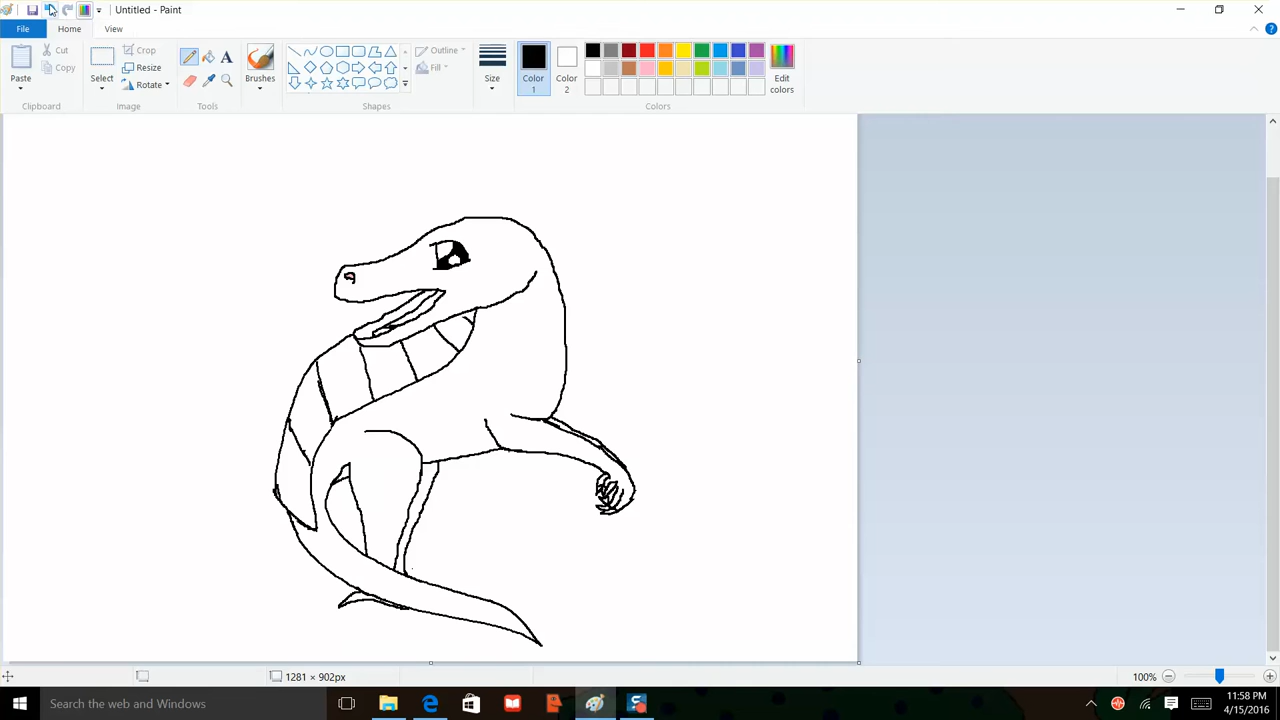 Untitled - Paint
File
Home
View
Paste
Cut
Copy
Clipboard
Select
Crop
Resize
Rotate
Image
A
Tools
Brushes
Shapes
Outline
Fill
Size
Color
1
Color
2
Edit
colors
Colors
1281 × 902px
100%
Search the web and Windows
11:58 PM
4/15/2016